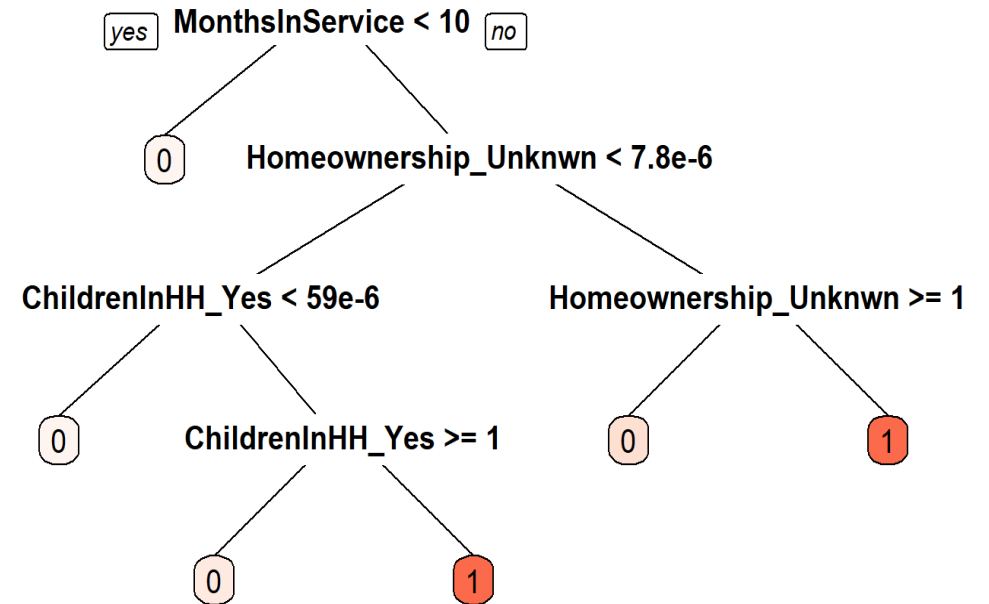 yes MonthsInService < 10 no
0 Homeownership_Unknwn < 7.8e-6
ChildrenInHH_Yes < 59e-6 Homeownership_Unknwn >= 1
0 ChildrenInHH_Yes >= 1 0 1
0 1